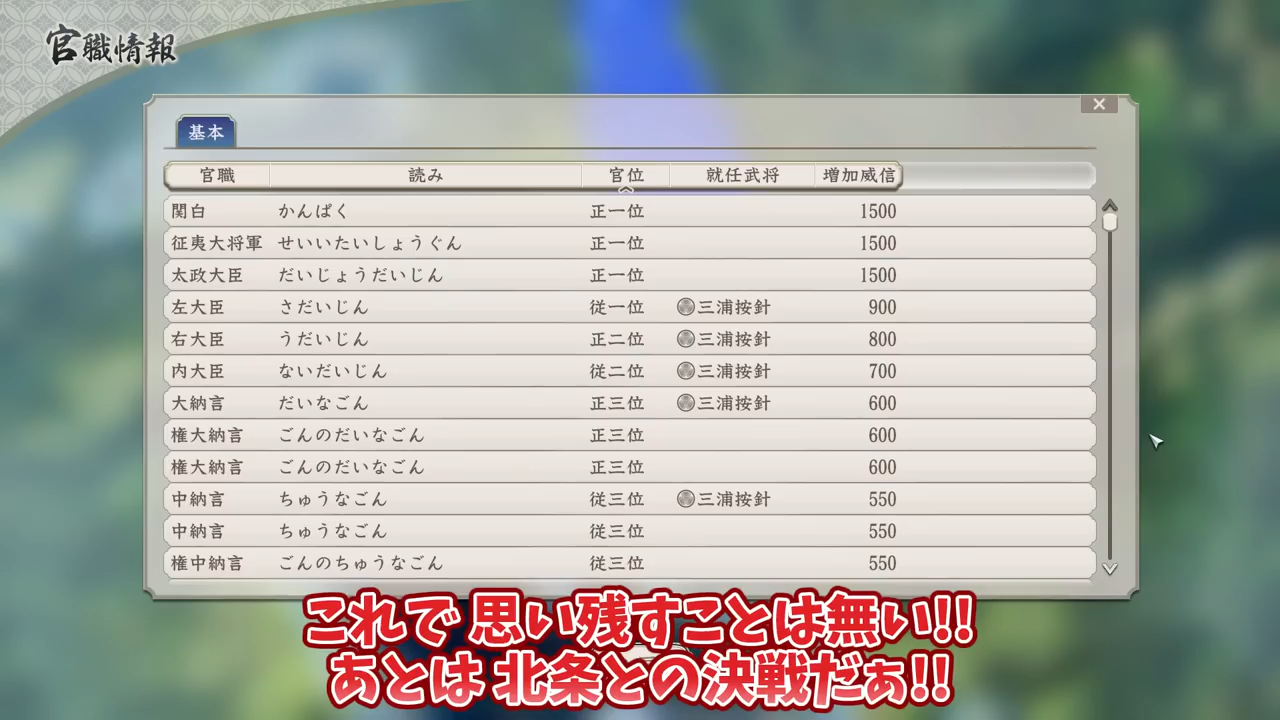 官職情報
基本
官職 読み 官位 就任武将 増加威信
関白 かんぱく 正一位 1500
征夷大将軍 せいいたいしょうぐん 正一位 1500
太政大臣 だいじょうだいじん 正一位 1500
左大臣 さだいじん 従一位 三浦按針 900
右大臣 うだいじん 正二位 三浦按針 800
内大臣 ないだいじん 従二位 三浦按針 700
大納言 だいなごん 正三位 三浦按針 600
権大納言 ごんのだいなごん 正三位 600
権大納言 ごんのだいなごん 正三位 600
中納言 ちゅうなごん 従三位 三浦按針 550
中納言 ちゅうなごん 従三位 550
権中納言 ごんのちゅうなごん 従三位 550
これで 思い残すことは無い!!
あとは 北条との決戦だぁ!!